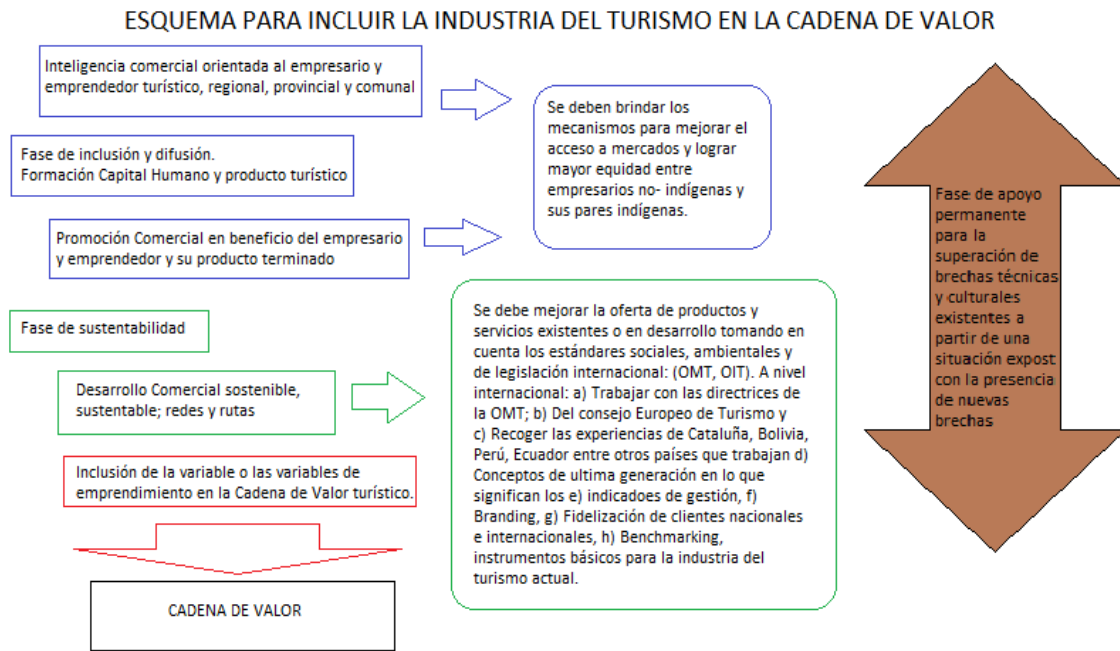 ESQUEMA PARA INCLUIR LA INDUSTRIA DEL TURISMO EN LA CADENA DE VALOR
Inteligencia comercial orientada al empresario y
emprendedor turístico, regional, provincial y comunal
Se deben brindar los
mecanismos para mejorar el
acceso a mercados y lograr
mayor equidad entre
empresarios no- indígenas y
sus pares indígenas.
Fase de inclusión y difusión.
Formación Capital Humano y producto turístico
Promoción Comercial en beneficio del empresario
y emprendedor y su producto terminado
Fase de sustentabilidad
Desarrollo Comercial sostenible,
sustentable; redes y rutas
Se debe mejorar la oferta de productos y
servicios existentes o en desarrollo tomando en
cuenta los estándares sociales, ambientales y
de legislación internacional: (OMT, OIT). A nivel
internacional: a) Trabajar con las directrices de
la OMT; b) Del consejo Europeo de Turismo y
c) Recoger las experiencias de Cataluña, Bolivia,
Perú, Ecuador entre otros países que trabajan d)
Conceptos de ultima generación en lo que
significan los e) indicadoes de gestión, f)
Branding, g) Fidelización de clientes nacionales
e internacionales, h) Benchmarking,
instrumentos básicos para la industria del
turismo actual.
Inclusión de la variable o las variables de
emprendimiento en la Cadena de Valor turístico.
CADENA DE VALOR
Fase de apoyo
permanente
para la
superación de
brechas técnicas
y culturales
existentes a
partir de una
situación expost
con la presencia
de nuevas
brechas